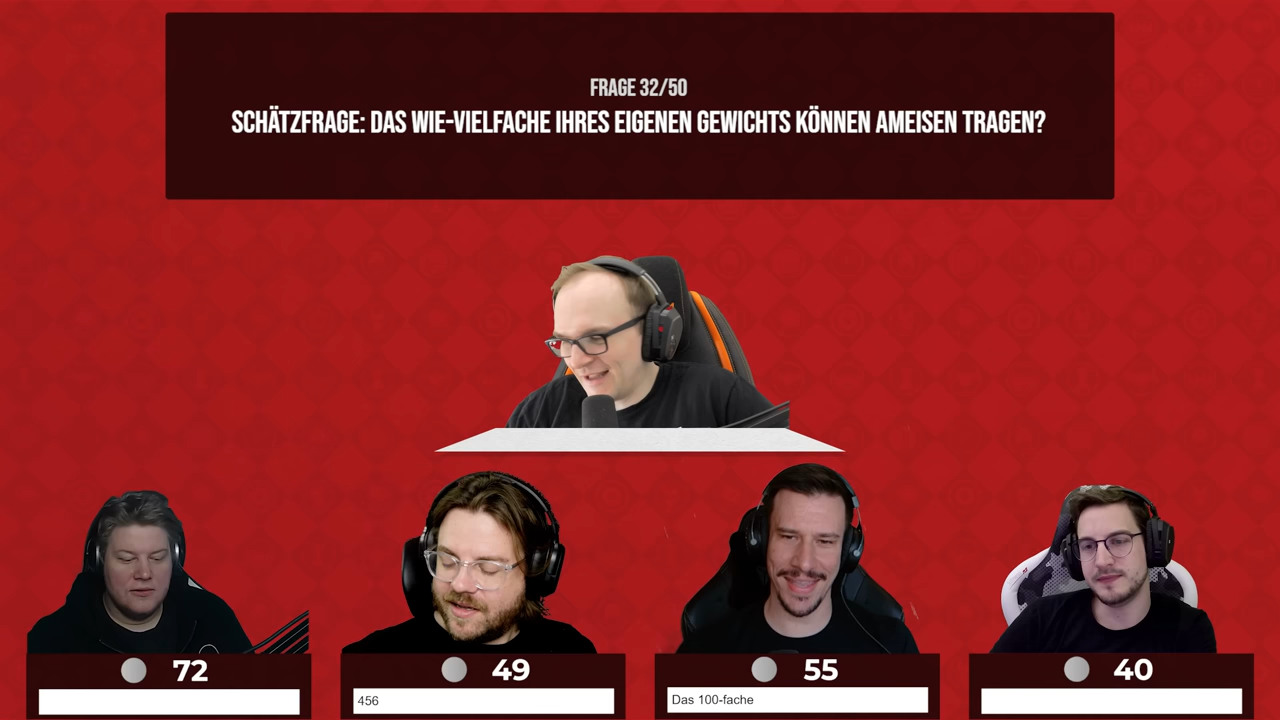 FRAGE 32/50
SCHÄTZFRAGE: DAS WIE-VIELFACHE IHRES EIGENEN GEWICHTS KÖNNEN AMEISEN TRAGEN?
72
49
55
40
456
Das 100-fache